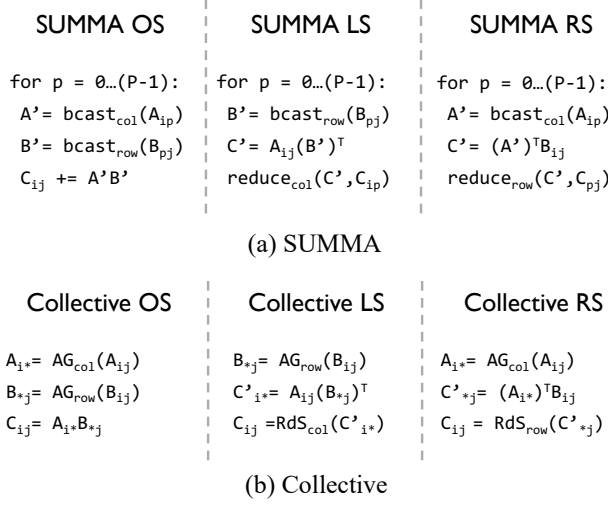 SUMMA OS
for p = 0…(P-1):
A’= bcast_col(A_ip)
B’= bcast_row(B_pj)
C_ij += A’B’
SUMMA LS
for p = 0…(P-1):
B’= bcast_row(B_pj)
C’= A_ij(B’)^T
reduce_col(C’,C_ip)
SUMMA RS
for p = 0…(P-1):
A’= bcast_col(A_ip)
C’= (A’)^TB_ij
reduce_row(C’,C_pj)
(a) SUMMA
Collective OS
A_i*= AG_col(A_ij)
B_*j= AG_row(B_ij)
C_ij= A_i*B_*j
Collective LS
B_*j= AG_row(B_ij)
C’_i*= A_ij(B_*j)^T
C_ij =RdS_col(C’_i*)
Collective RS
A_i*= AG_col(A_ij)
C’_*j= (A_i*)^TB_ij
C_ij = RdS_row(C’_*j)
(b) Collective